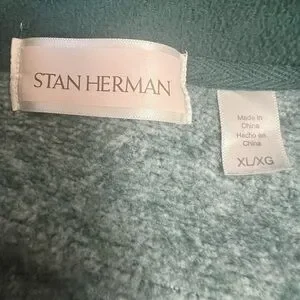 STAN HERMAN
Made in
China
Hecho en
China
XL/XG